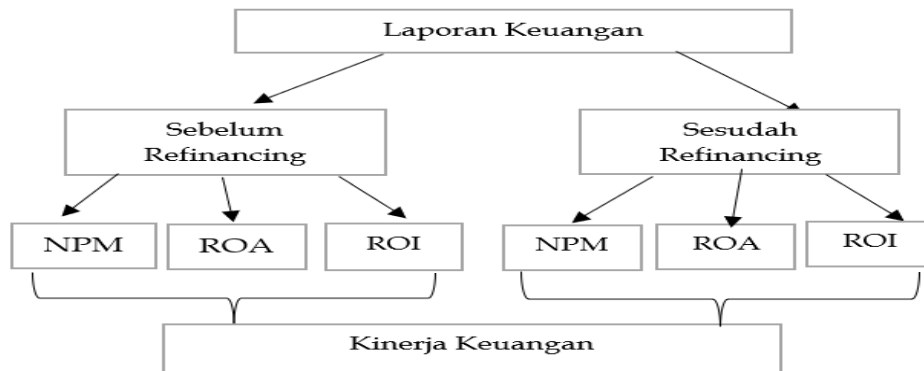 Laporan Keuangan
Sebelum
Refinancing
Sesudah
Refinancing
NPM
ROA
ROI
NPM
ROA
ROI
Kinerja Keuangan